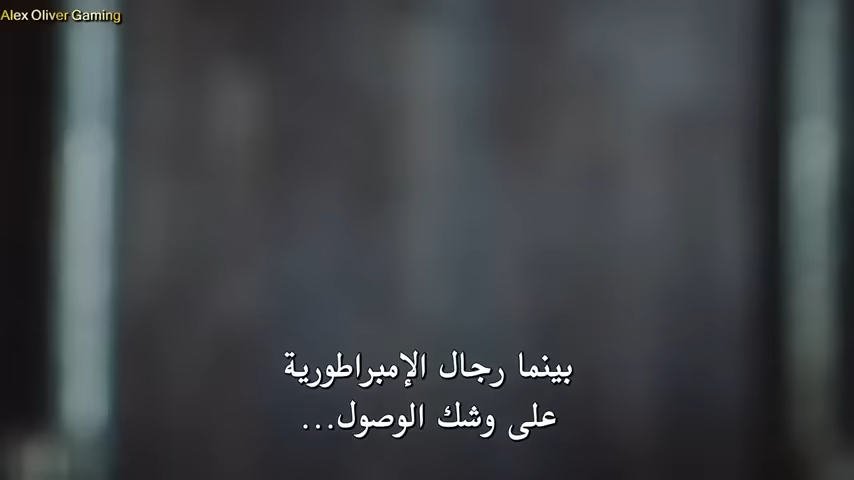 Alex Oliver Gaming
بينما رجال الإمبراطورية
على وشك الوصول...